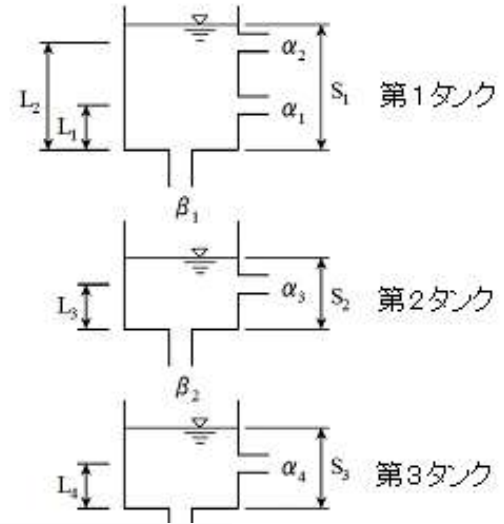 α₂
L₂
S₁ 第1タンク
L₁
α₁
β₁
L₃
α₃
S₂ 第2タンク
β₂
L₄
α₄
S₃ 第3タンク